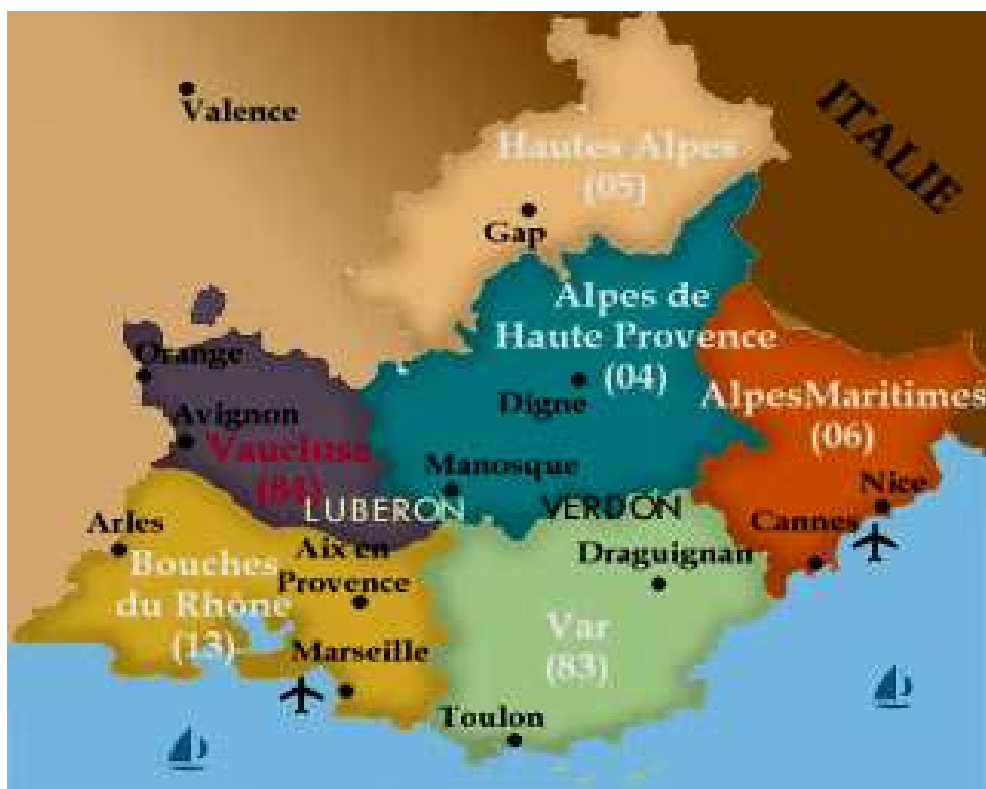 Valence
ITALIE
Hautes Alpes
(05)
Gap
Alpes de
Haute Provence
(04)
Orange
Digne
AlpesMaritimes
(06)
Avignon
Vaucluse
(84)
Manosque
LUBERON
VERDON
Nice
Cannes
Arles
Aix en
Provence
Draguignan
Bouches
du Rhône
(13)
Var
(83)
Marseille
Toulon